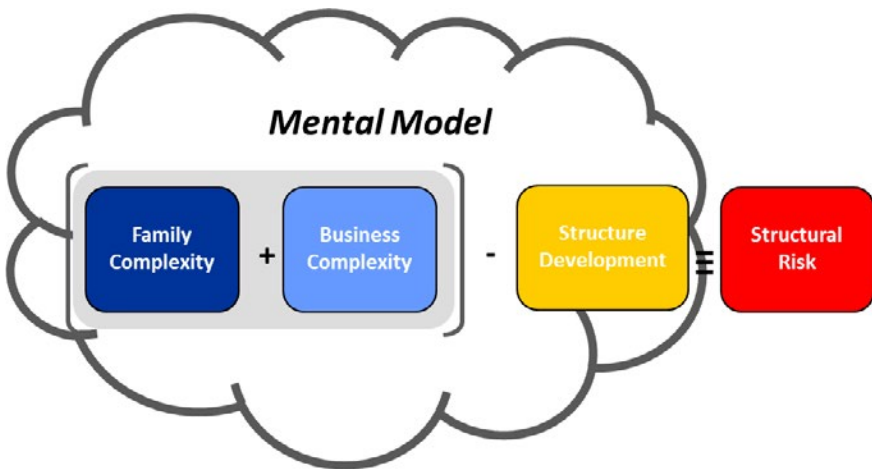 Mental Model
Family
Complexity
+
Business
Complexity
-
Structure
Development
≡
Structural
Risk